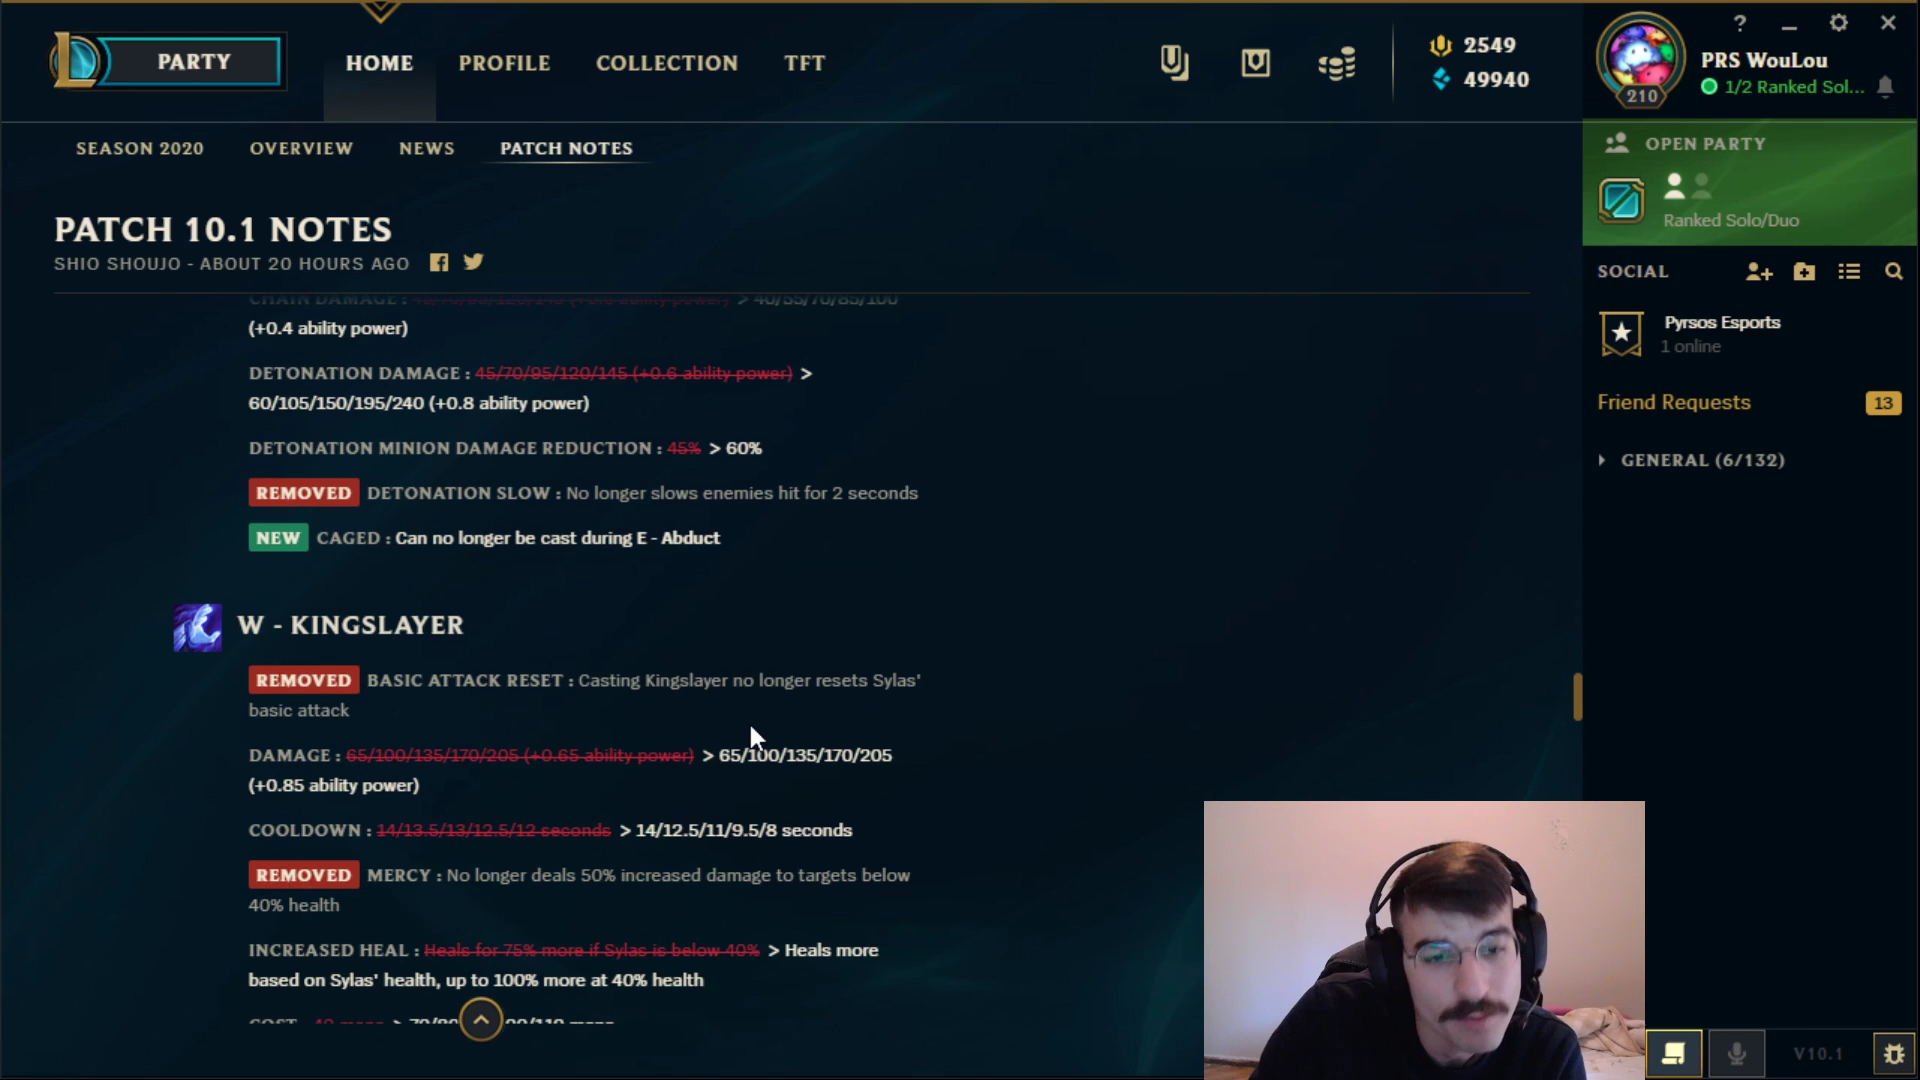 PARTY
HOME
PROFILE
COLLECTION
TFT
2549
49940
?
210
PRS WouLou
1/2 Ranked Sol...
SEASON 2020
OVERVIEW
NEWS
PATCH NOTES
OPEN PARTY
Ranked Solo/Duo
PATCH 10.1 NOTES
SHIO SHOUJO - ABOUT 20 HOURS AGO
SOCIAL
Pyrsos Esports
1 online
Friend Requests
13
GENERAL (6/132)
CHAIN DAMAGE : > 40/55/70/85/100
(+0.4 ability power)
DETONATION DAMAGE : 45/70/95/120/145 (+0.6 ability power) >
60/105/150/195/240 (+0.8 ability power)
DETONATION MINION DAMAGE REDUCTION : 45% > 60%
REMOVED DETONATION SLOW : No longer slows enemies hit for 2 seconds
NEW CAGED : Can no longer be cast during E - Abduct
W - KINGSLAYER
REMOVED BASIC ATTACK RESET : Casting Kingslayer no longer resets Sylas'
basic attack
DAMAGE : 65/100/135/170/205 (+0.65 ability power) > 65/100/135/170/205
(+0.85 ability power)
COOLDOWN : 14/13.5/13/12.5/12 seconds > 14/12.5/11/9.5/8 seconds
REMOVED MERCY : No longer deals 50% increased damage to targets below
40% health
INCREASED HEAL : Heals for 75% more if Sylas is below 40% > Heals more
based on Sylas' health, up to 100% more at 40% health
COST :
V10.1